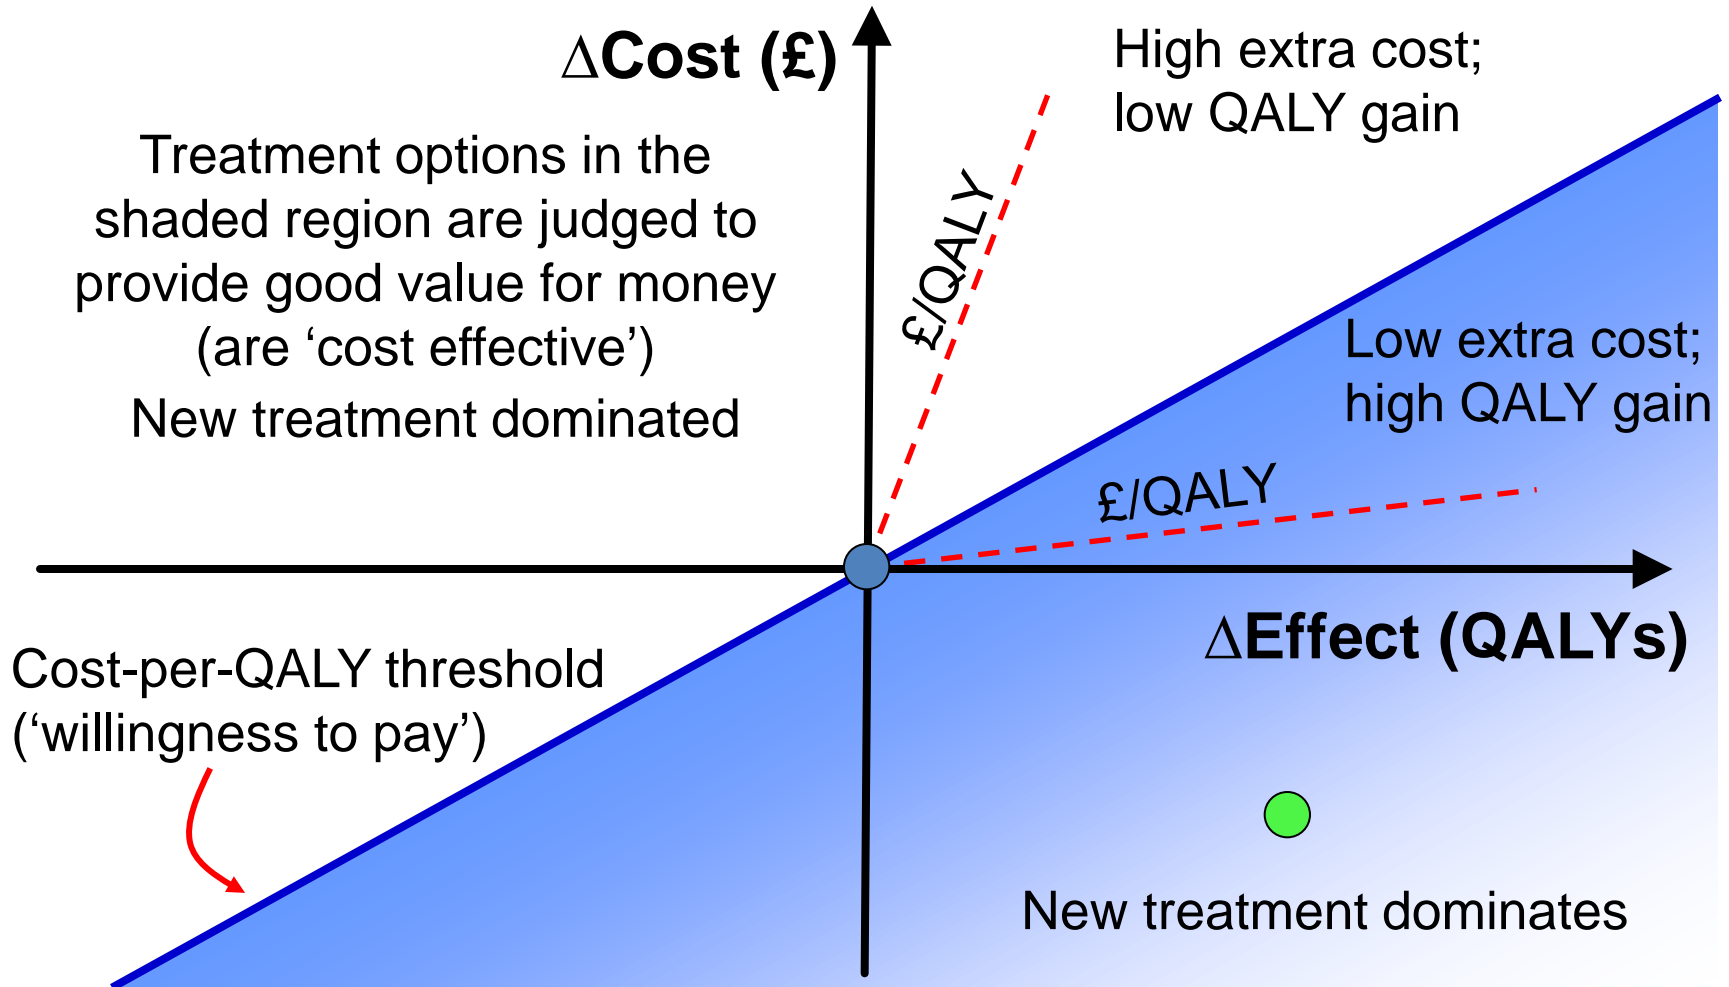 ∆Cost (£)
High extra cost;
low QALY gain
Treatment options in the
shaded region are judged to
provide good value for money
(are ‘cost effective’)
New treatment dominated
£/QALY
Low extra cost;
high QALY gain
£/QALY
∆Effect (QALYs)
Cost-per-QALY threshold
(‘willingness to pay’)
New treatment dominates